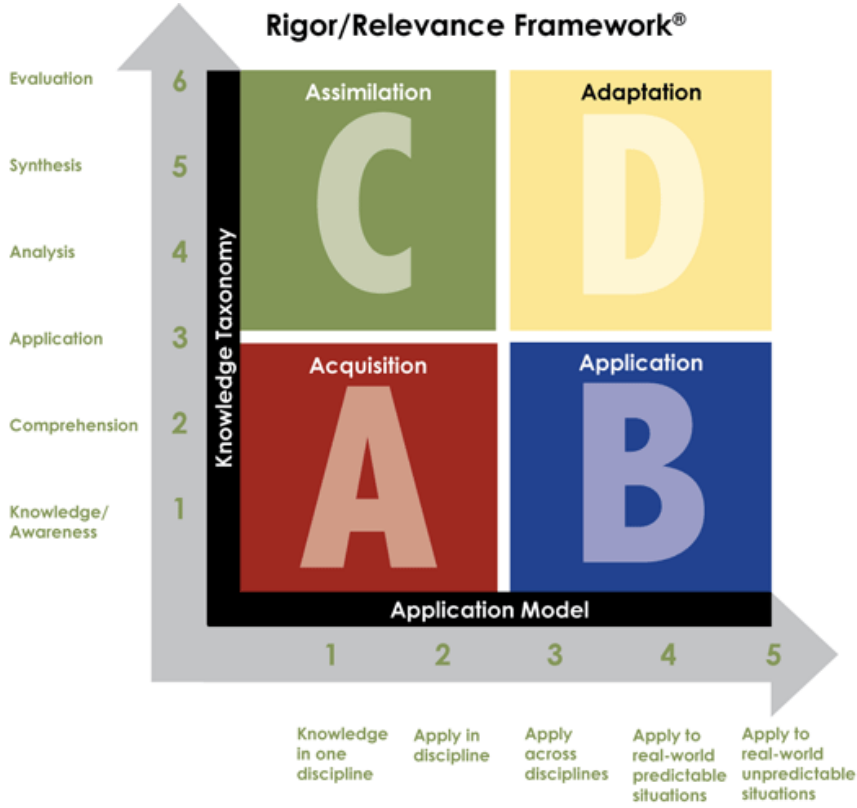 Rigor/Relevance Framework®
Evaluation
6
Synthesis
5
Analysis
4
Application
3
Comprehension
2
Knowledge/
Awareness
1
Knowledge Taxonomy
Assimilation
C
Adaptation
D
Acquisition
A
Application
B
Application Model
1
2
3
4
5
Knowledge
in one
discipline
Apply in
discipline
Apply
across
disciplines
Apply to
real-world
predictable
situations
Apply to
real-world
unpredictable
situations